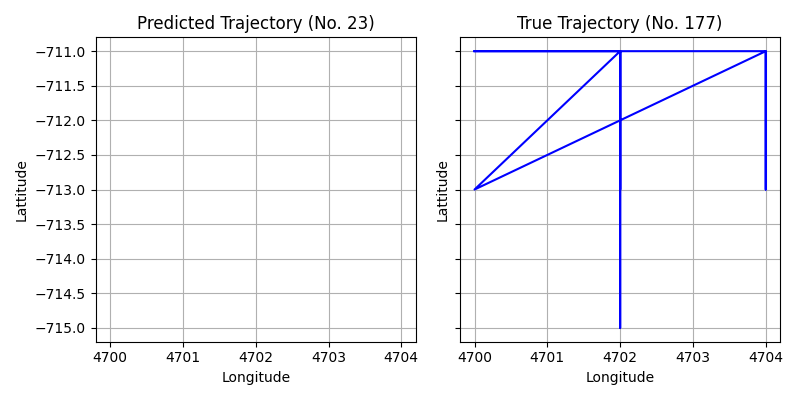 Predicted Trajectory (No. 23)
True Trajectory (No. 177)
Lattitude
−711.0
−711.5
−712.0
−712.5
−713.0
−713.5
−714.0
−714.5
−715.0
4700 4701 4702 4703 4704
Longitude
Lattitude
4700 4701 4702 4703 4704
Longitude